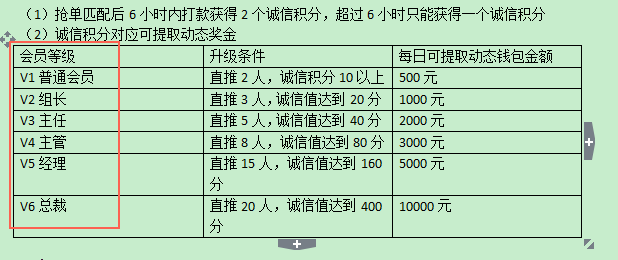 （1）抢单匹配后 6 小时内打款获得 2 个诚信积分，超过 6 小时只能获得一个诚信积分
（2）诚信积分对应可提取动态奖金
会员等级 升级条件 每日可提取动态钱包金额
V1 普通会员 直推 2 人，诚信积分 10 以上 500 元
V2 组长 直推 3 人，诚信值达到 20 分 1000 元
V3 主任 直推 5 人，诚信值达到 40 分 2000 元
V4 主管 直推 8 人，诚信值达到 80 分 3000 元
V5 经理 直推 15 人，诚信值达到 160 5000 元
分
V6 总裁 直推 20 人，诚信值达到 400 10000 元
分